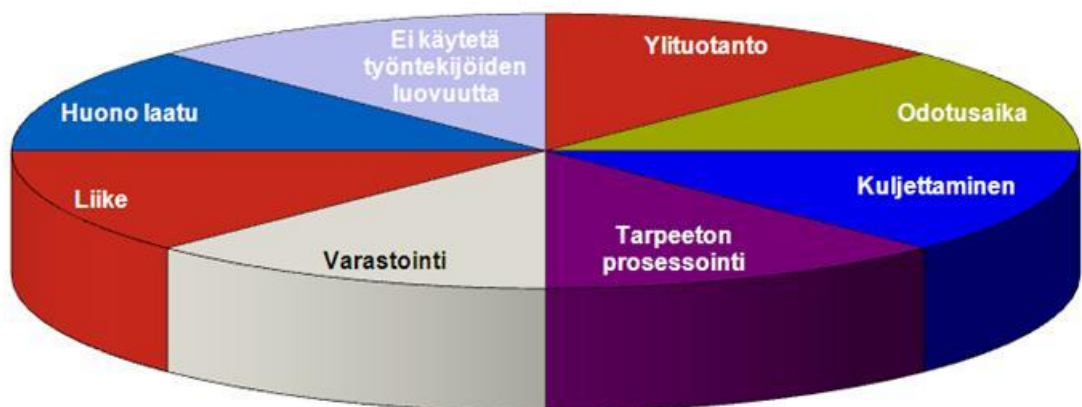 Ei käytetä
työntekijöiden
luovuutta
Ylituotanto
Huono laatu
Odotusaika
Liike
Kuljettaminen
Varastointi
Tarpeeton
prosessointi